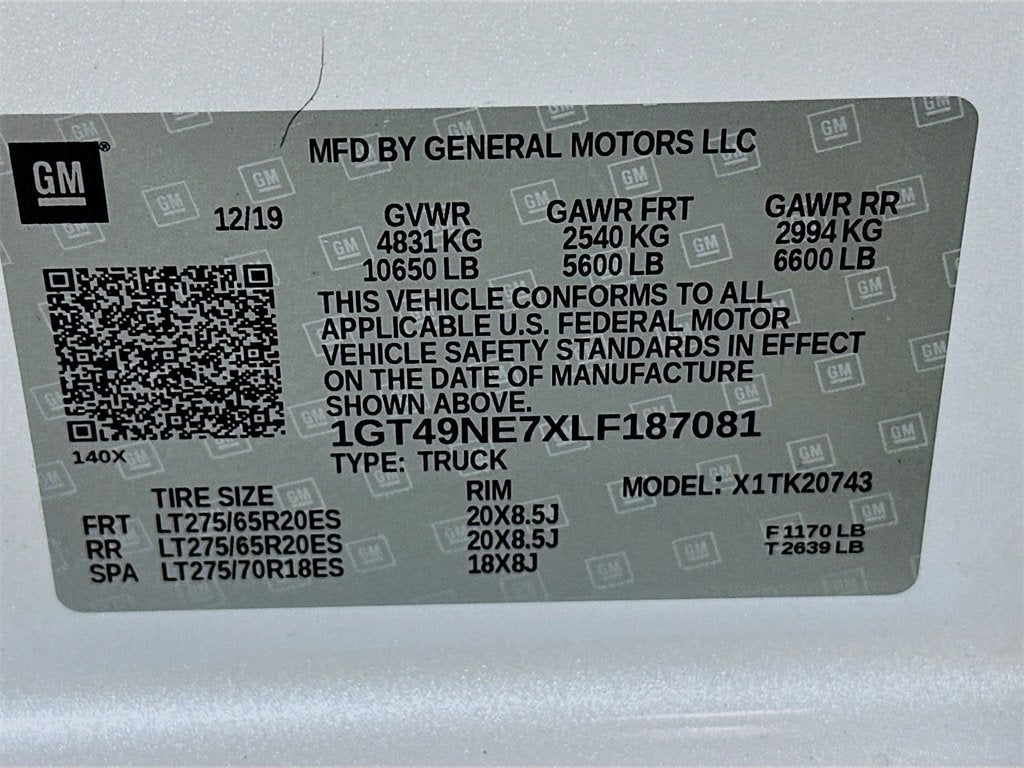 GM®
MFD BY GENERAL MOTORS LLC
12/19
GVWR GAWR FRT GAWR RR
4831 KG 2540 KG 2994 KG
10650 LB 5600 LB 6600 LB
THIS VEHICLE CONFORMS TO ALL
APPLICABLE U.S. FEDERAL MOTOR
VEHICLE SAFETY STANDARDS IN EFFECT
ON THE DATE OF MANUFACTURE
SHOWN ABOVE.
1GT49NE7XLF187081
140X
TYPE: TRUCK
TIRE SIZE RIM MODEL: X1TK20743
FRT LT275/65R20ES 20X8.5J
RR LT275/65R20ES 20X8.5J
SPA LT275/70R18ES 18X8J
F 1170 LB
T 2639 LB